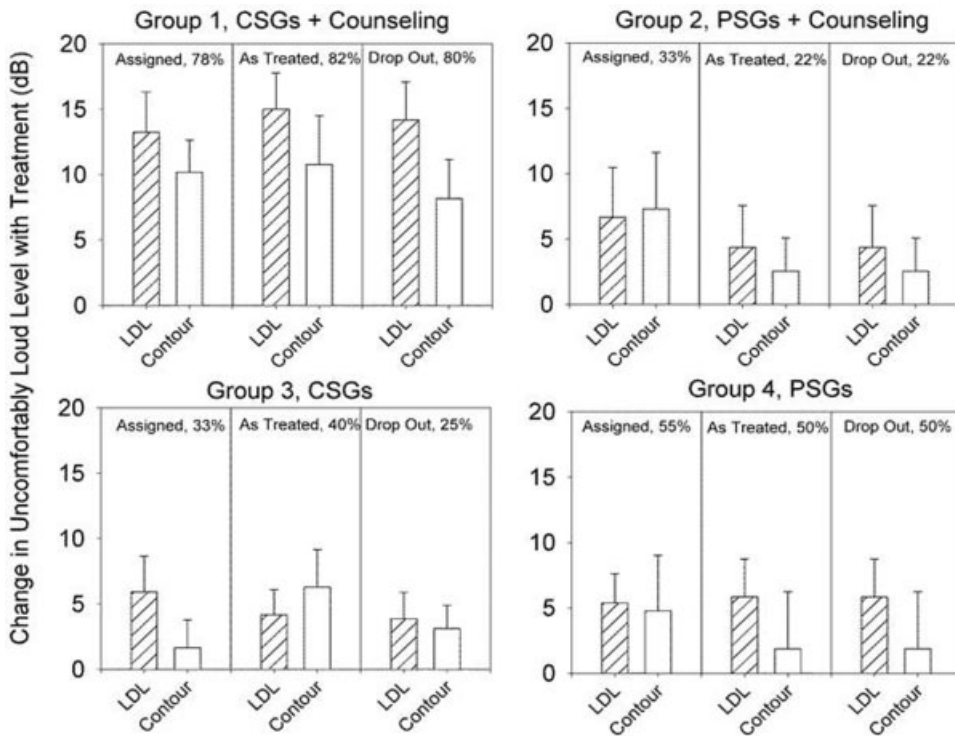 Change in Uncomfortably Loud Level with Treatment (dB)
Group 1, CSGs + Counseling
Assigned, 78%
As Treated, 82%
Drop Out, 80%
20
15
10
5
0
LDL
Contour
LDL
Contour
LDL
Contour
Group 2, PSGs + Counseling
Assigned, 33%
As Treated, 22%
Drop Out, 22%
20
15
10
5
0
LDL
Contour
LDL
Contour
LDL
Contour
Group 3, CSGs
Assigned, 33%
As Treated, 40%
Drop Out, 25%
20
15
10
5
0
LDL
Contour
LDL
Contour
LDL
Contour
Group 4, PSGs
Assigned, 55%
As Treated, 50%
Drop Out, 50%
20
15
10
5
0
LDL
Contour
LDL
Contour
LDL
Contour